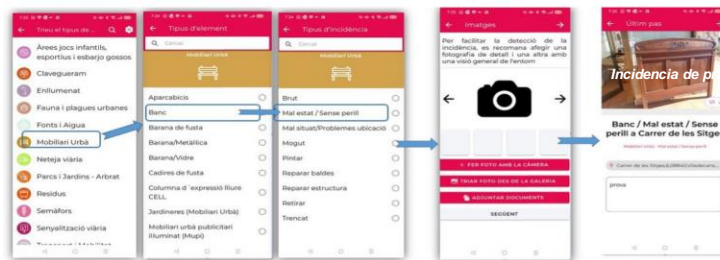 Trieu el tipus de ...
Àrees jocs infantils,
esportius i esbarjo gossos
Clavegueram
Enllumenat
Fauna i plagues urbanes
Fonts i Aigua
Mobiliari Urbà
Neteja viària
Parcs i Jardins - Arbrat
Residus
Semàfors
Senyalització viària
Tipus d'element
Cercar
Mobiliari Urbà
Aparcabicis
Banc
Barana de fusta
Barana/Metàl·lica
Barana/Vidre
Cadires de fusta
Columna d´expressió lliure
CELL
Jardineres (Mobiliari Urbà)
Mobiliari urbà publicitari
il·luminat (Mupi)
Tipus d'incidència
Cercar
Mobiliari Urbà
Brut
Mal estat / Sense perill
Mal situat/Problemes ubicació
Mogut
Pintar
Reparar baldes
Reparar estructura
Retirar
Trencat
Imatges
Per facilitar la detecció de la
incidència, es recomana afegir una
fotografia de detall i una altra amb
una visió general de l'entorn
FER FOTO AMB LA CÀMERA
TRIAR FOTO DES DE LA GALERIA
ADJUNTAR DOCUMENTS
SEGÜENT
Últim pas
Incidencia de p
Banc / Mal estat / Sense
perill a Carrer de les Sitge
Mobiliari Urbà - Mal estat / Sense perill
prova